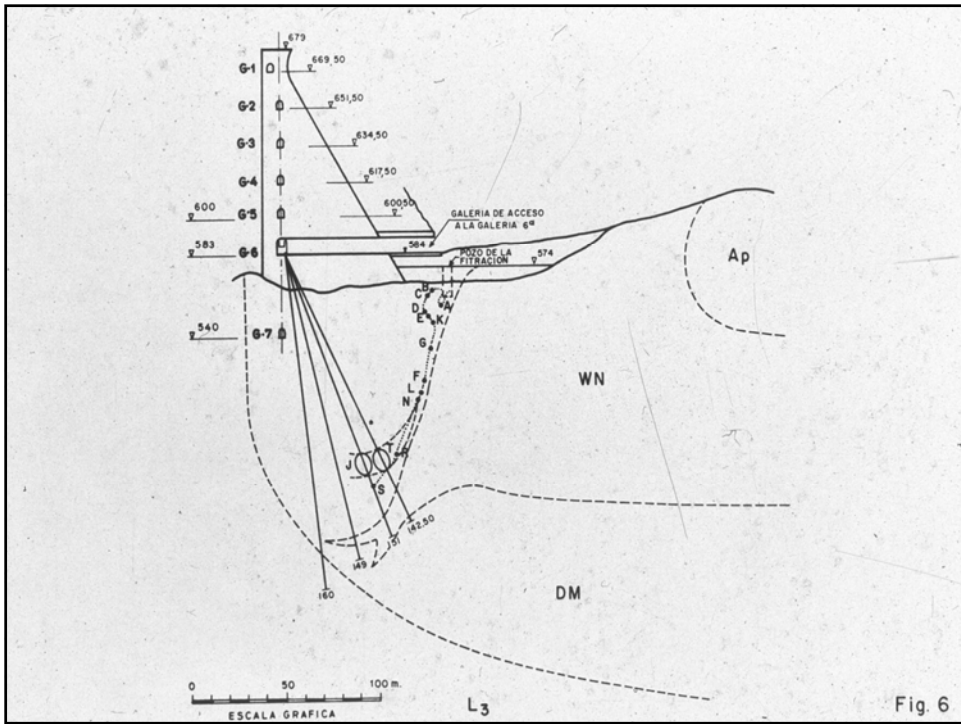 679
G-1
669,50
G-2
651,50
G-3
634,50
G-4
617,50
600
G-5
600,50
GALERIA DE ACCESO
A LA GALERIA 6ª
583
G-6
584
POZO DE LA
FITRACION
574
Ap
B
C
A
D
E
K
540
G-7
G
WN
F
L
N
J
T
R
S
142,50
151
149
160
DM
0 50 100 m.
ESCALA GRAFICA
L3
Fig. 6